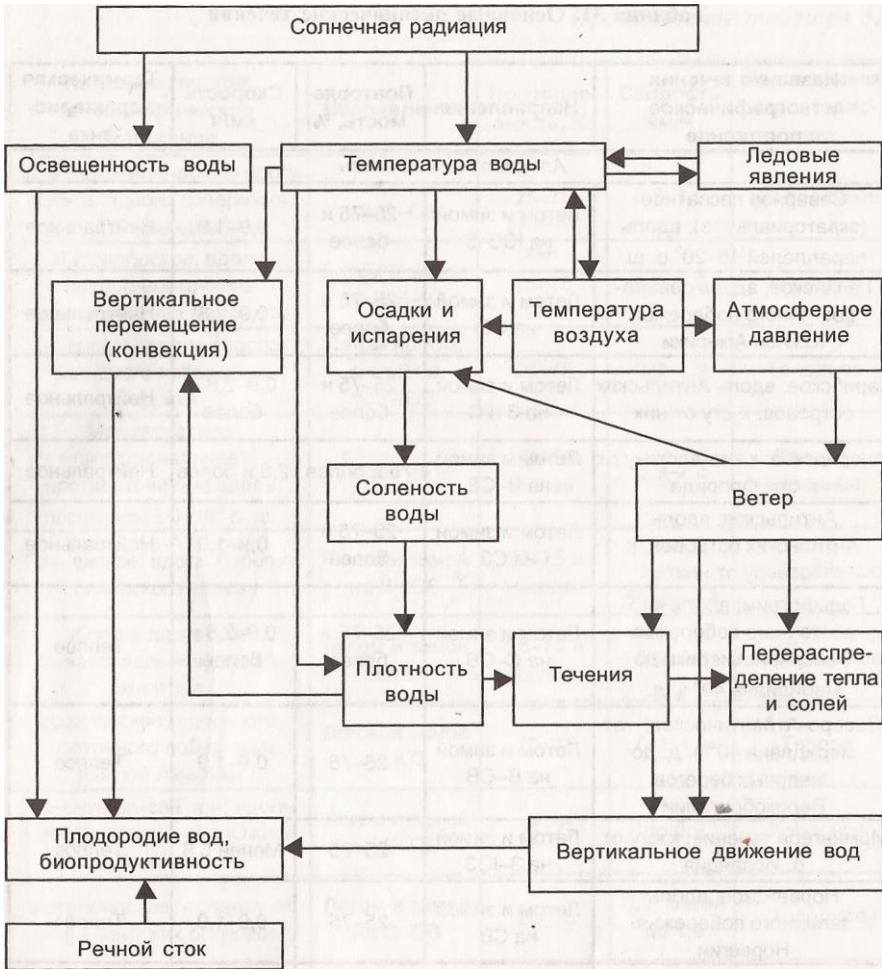 Солнечная радиация
Освещенность воды
Температура воды
Ледовые
явления
Вертикальное
перемещение
(конвекция)
Осадки и
испарения
Температура
воздуха
Атмосферное
давление
Соленость
воды
Ветер
Плотность
воды
Течения
Перераспре-
деление тепла
и солей
Плодородие вод,
биопродуктивность
Вертикальное движение вод
Речной сток